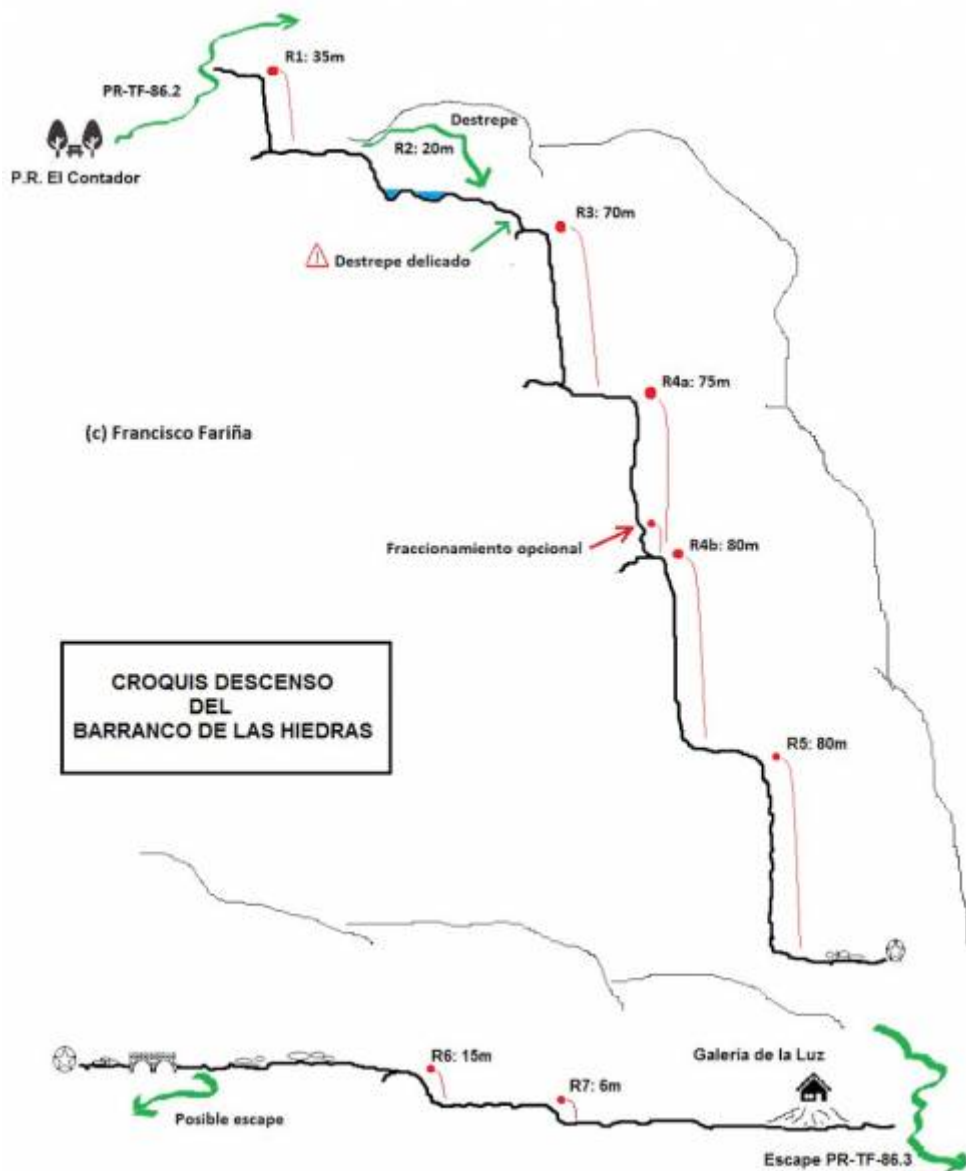 R1: 35m
PR-TF-86.2
Destrepe
R2: 20m
P.R. El Contador
R3: 70m
Destrepe delicado
R4a: 75m
(c) Francisco Fariña
Fraccionamiento opcional
R4b: 80m
CROQUIS DESCENSO
DEL
BARRANCO DE LAS HIEDRAS
R5: 80m
R6: 15m
Galería de la Luz
R7: 6m
Posible escape
Escape PR-TF-86.3